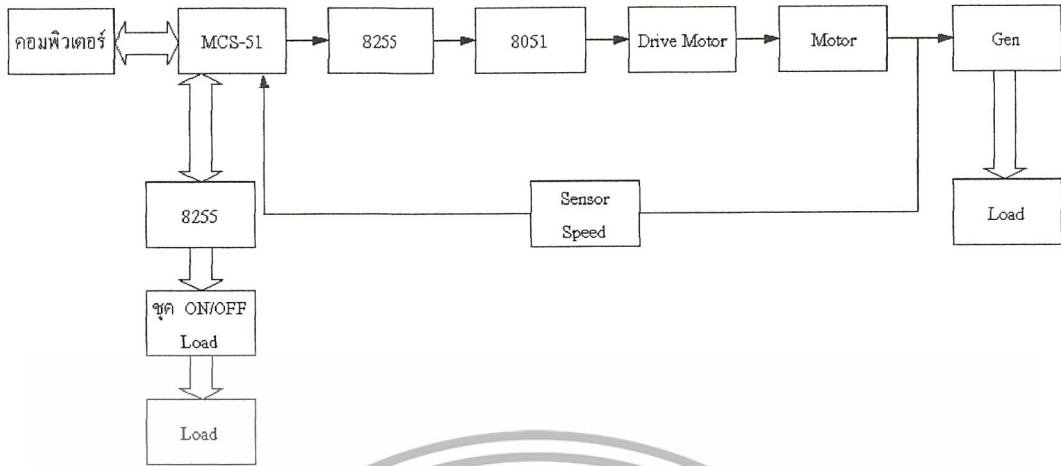 คอมพิวเตอร์
MCS-51
8255
8051
Drive Motor
Motor
Gen
8255
Sensor
Speed
Load
ชุด ON/OFF
Load
Load